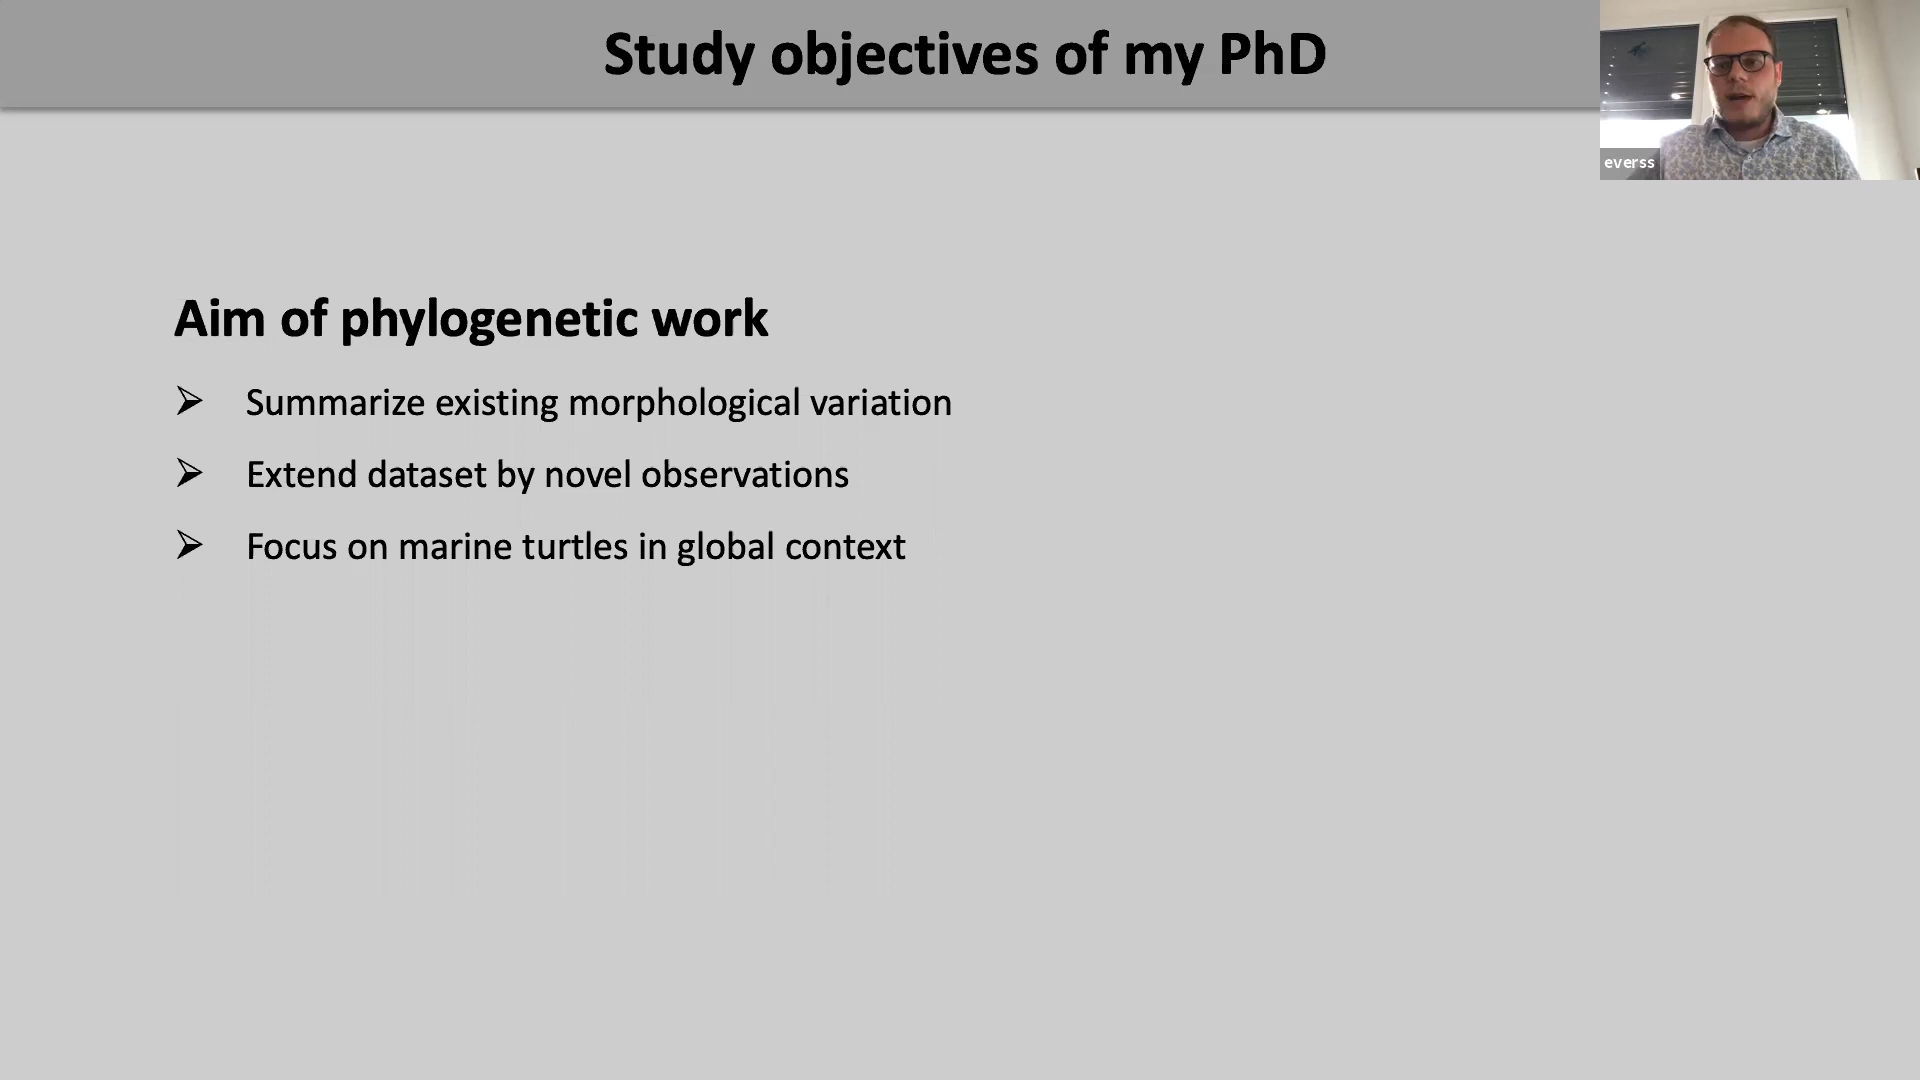 Study objectives of my PhD
everss
Aim of phylogenetic work
➢ Summarize existing morphological variation
➢ Extend dataset by novel observations
➢ Focus on marine turtles in global context